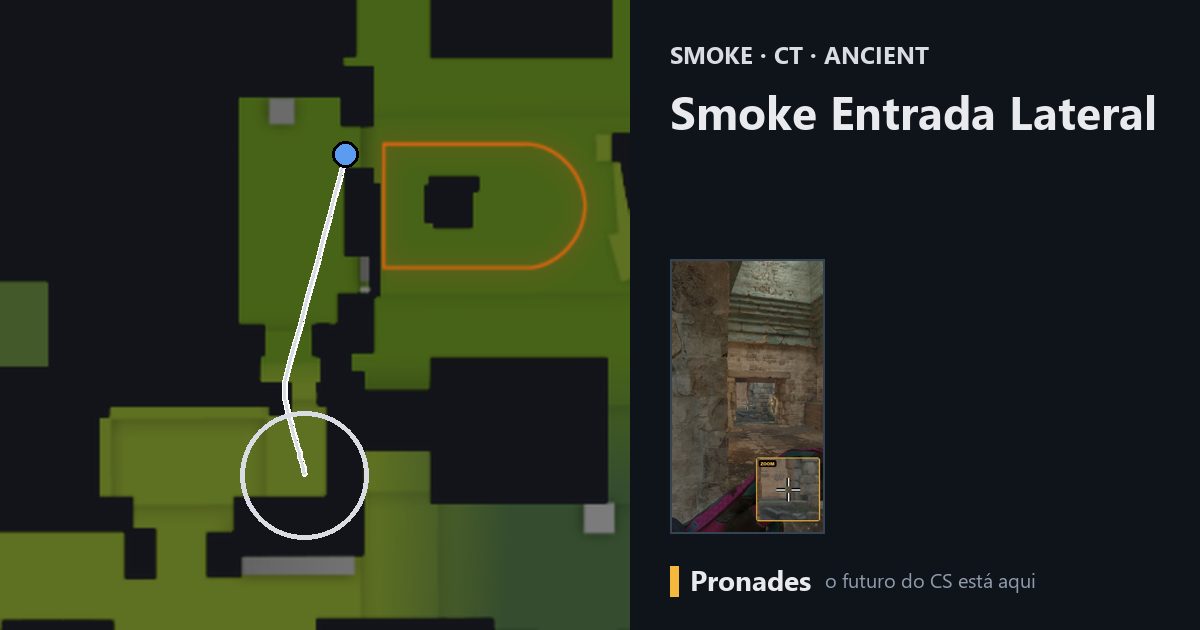 SMOKE · CT · ANCIENT
Smoke Entrada Lateral
ZOOM
Pronades o futuro do CS está aqui